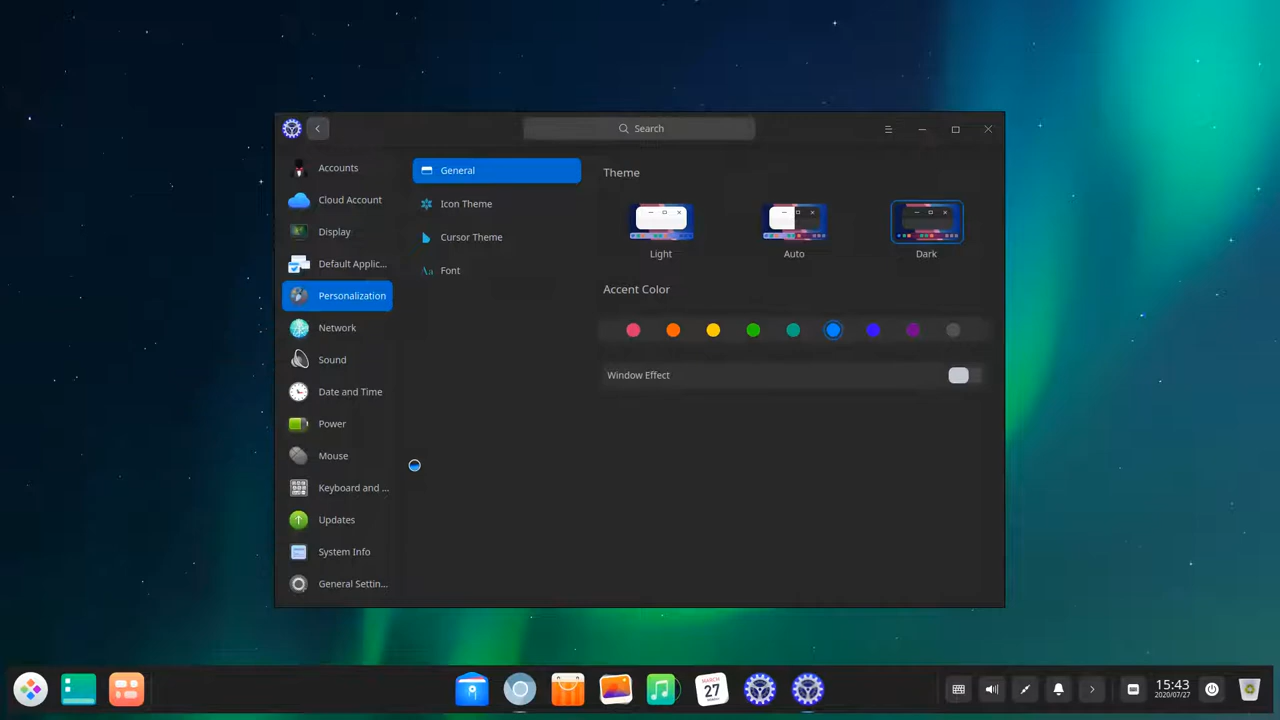 Search
Accounts
Cloud Account
Display
Default Applic...
Personalization
Network
Sound
Date and Time
Power
Mouse
Keyboard and ...
Updates
System Info
General Settin...
General
Icon Theme
Cursor Theme
Aa Font
Theme
Light
Auto
Dark
Accent Color
Window Effect
MARCH
27
15:43
2020/07/27